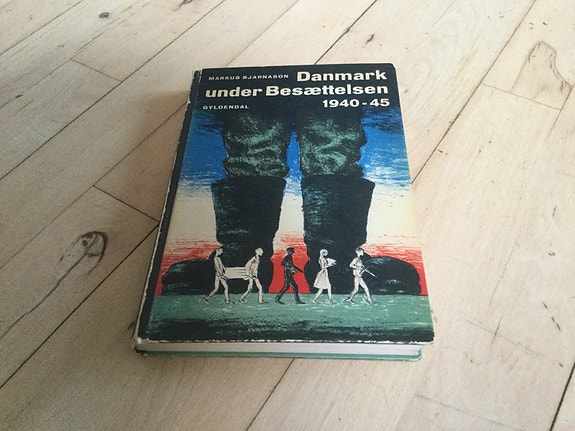 MARKUS BJARNASON Danmark
under Besættelsen
GYLDENDAL 1940-45